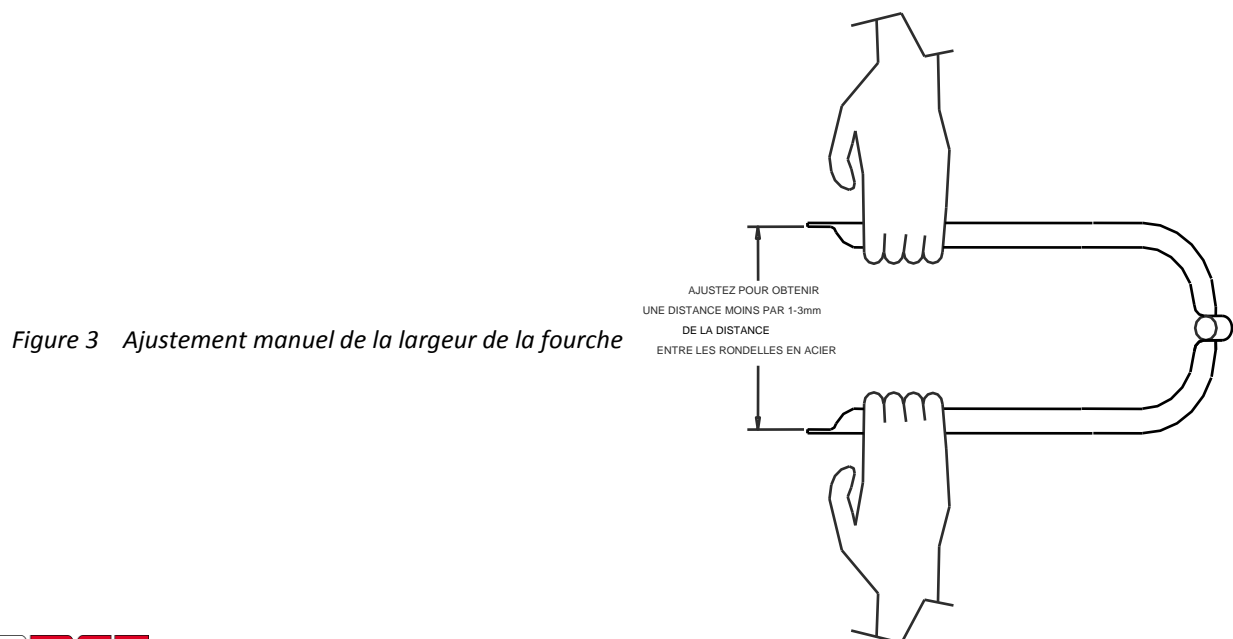 AJUSTEZ POUR OBTENIR
UNE DISTANCE MOINS PAR 1-3mm
DE LA DISTANCE
ENTRE LES RONDELLES EN ACIER
Figure 3 Ajustement manuel de la largeur de la fourche